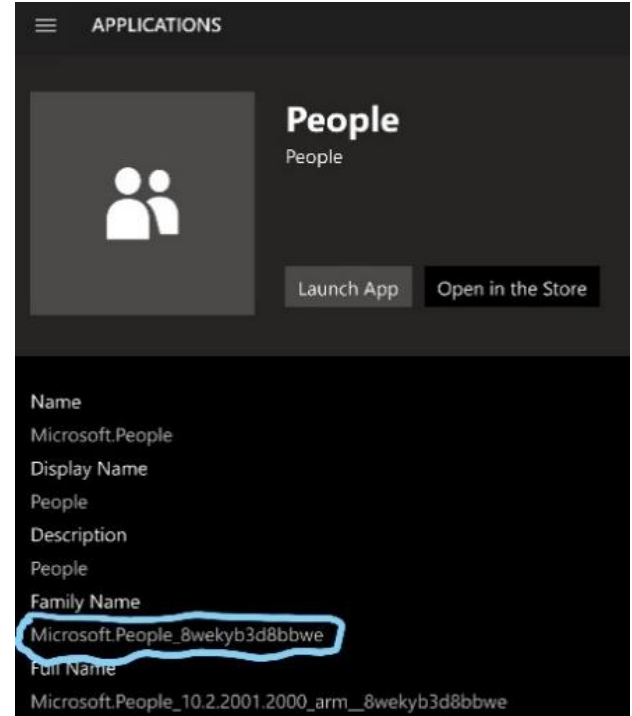 APPLICATIONS
People
People
Launch App
Open in the Store
Name
Microsoft.People
Display Name
People
Description
People
Family Name
Microsoft.People_8wekyb3d8bbwe
Full Name
Microsoft.People_10.2.2001.2000_arm__8wekyb3d8bbwe